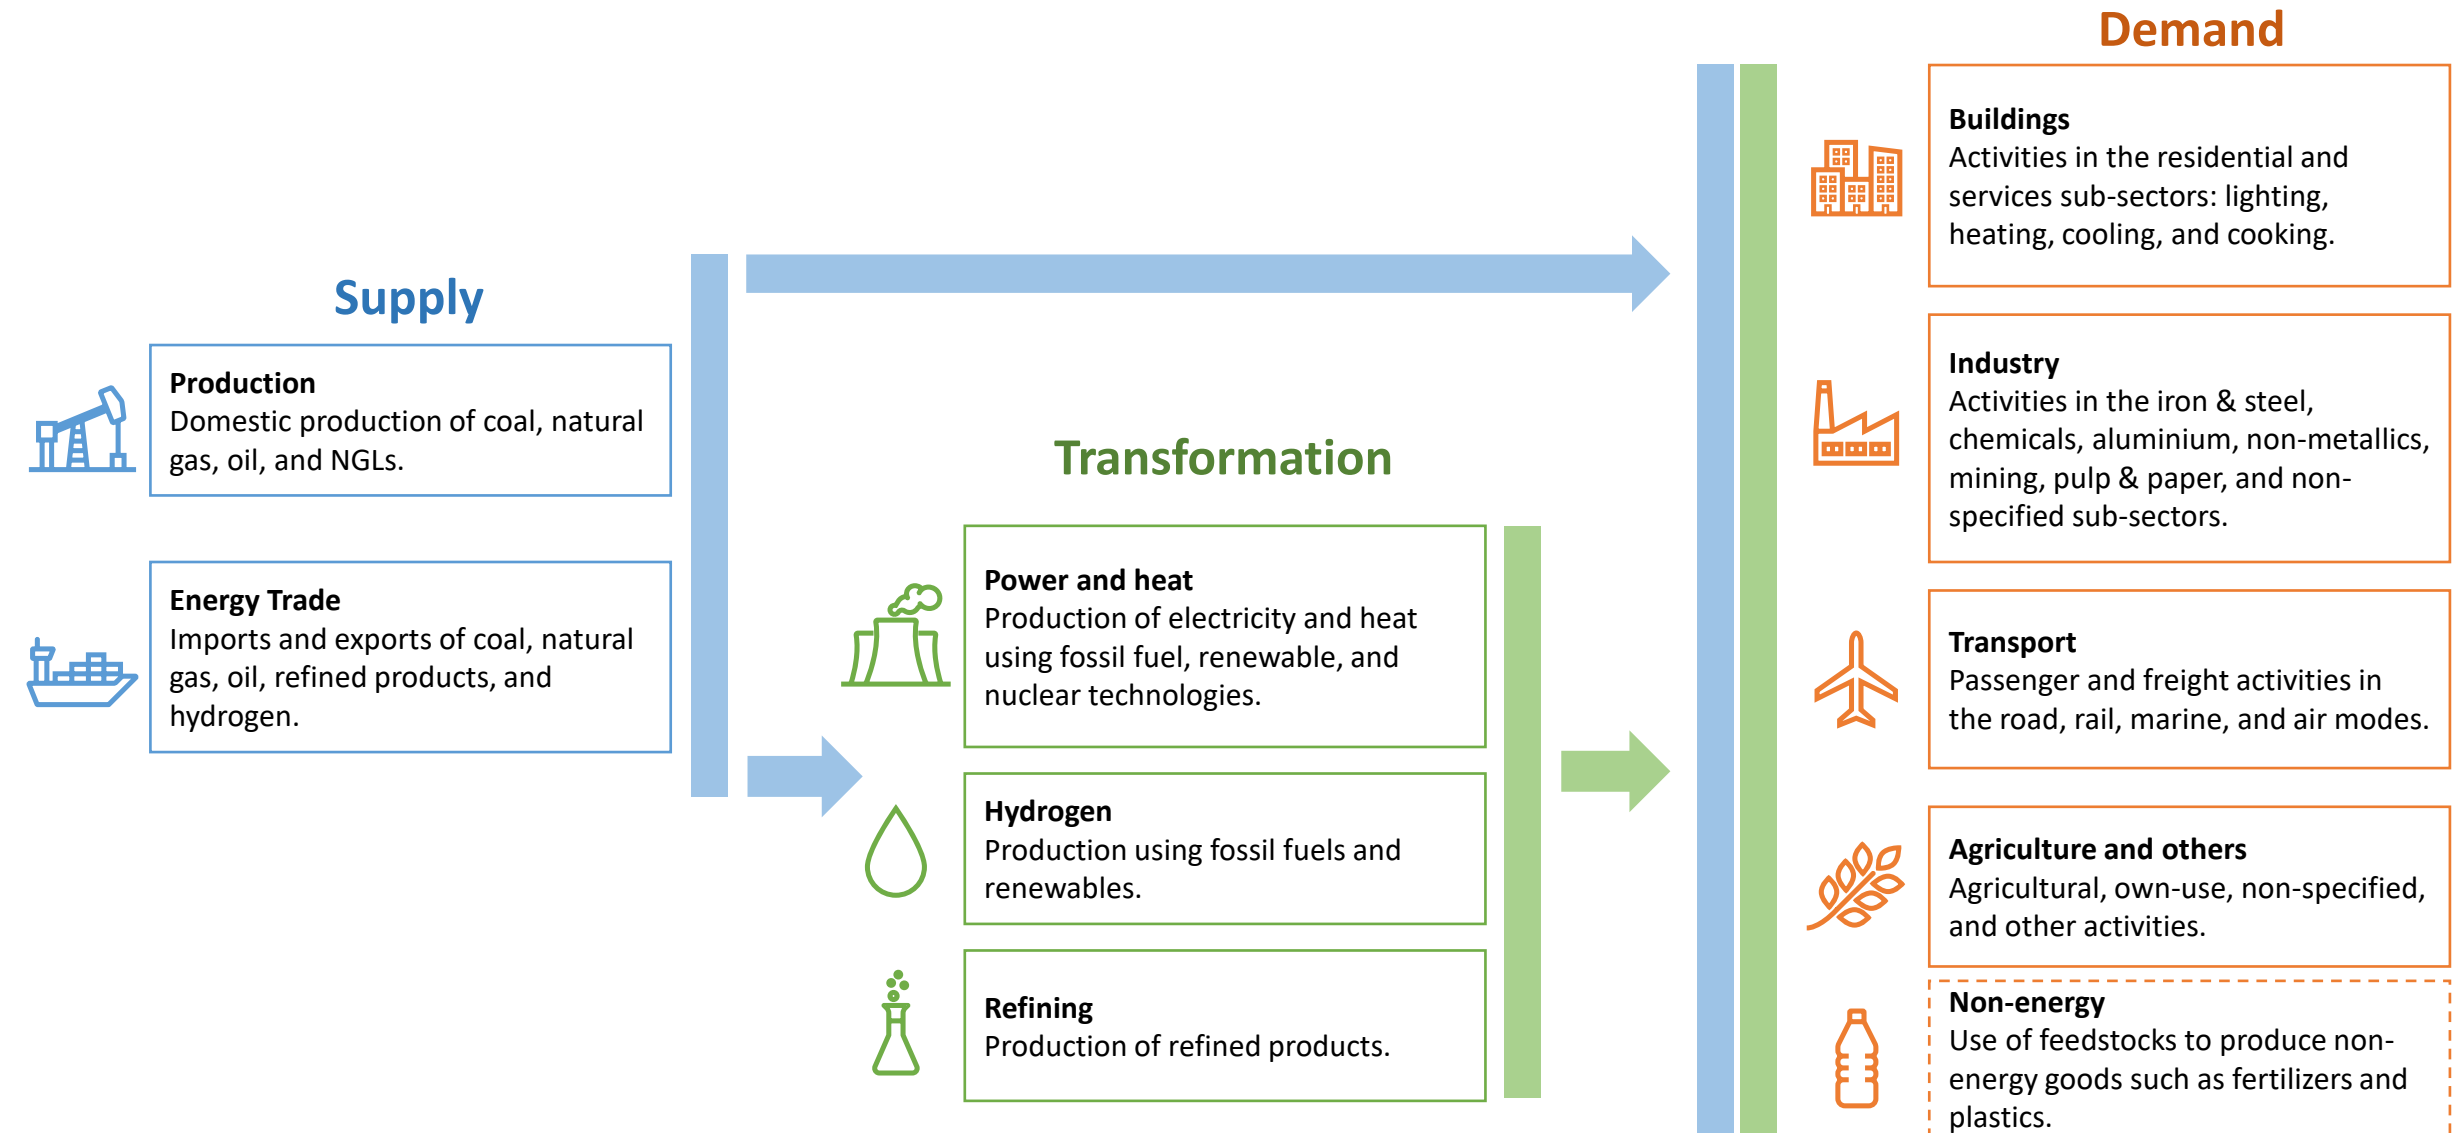 Supply
Production
Domestic production of coal, natural
gas, oil, and NGLs.
Energy Trade
Imports and exports of coal, natural
gas, oil, refined products, and
hydrogen.
Transformation
Power and heat
Production of electricity and heat
using fossil fuel, renewable, and
nuclear technologies.
Hydrogen
Production using fossil fuels and
renewables.
Refining
Production of refined products.
Demand
Buildings
Activities in the residential and
services sub-sectors: lighting,
heating, cooling, and cooking.
Industry
Activities in the iron & steel,
chemicals, aluminium, non-metallics,
mining, pulp & paper, and non-
specified sub-sectors.
Transport
Passenger and freight activities in
the road, rail, marine, and air modes.
Agriculture and others
Agricultural, own-use, non-specified,
and other activities.
Non-energy
Use of feedstocks to produce non-
energy goods such as fertilizers and
plastics.